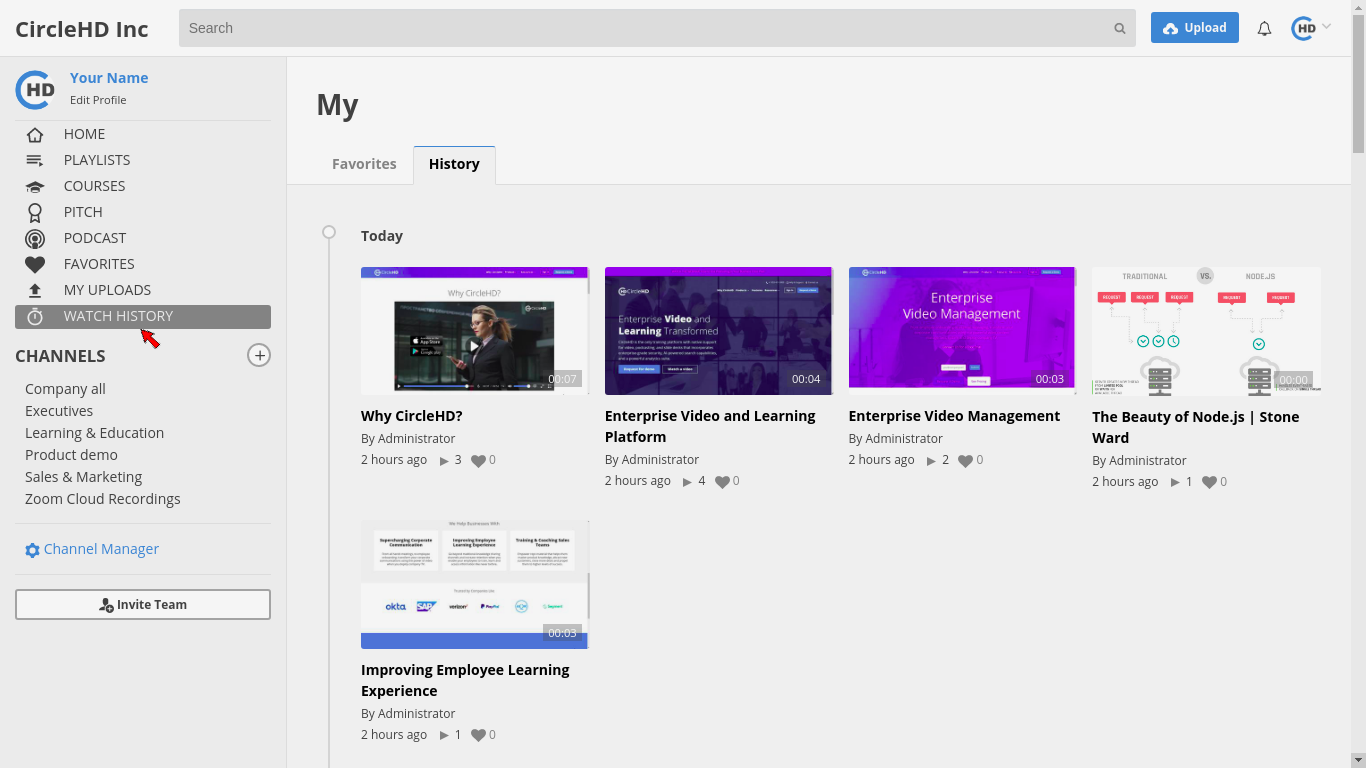 CircleHD Inc
Search
Upload
HD
HD
Your Name
Edit Profile
HOME
PLAYLISTS
COURSES
PITCH
PODCAST
FAVORITES
MY UPLOADS
WATCH HISTORY
CHANNELS
Company all
Executives
Learning & Education
Product demo
Sales & Marketing
Zoom Cloud Recordings
Channel Manager
Invite Team
My
Favorites
History
Today
Why CircleHD?
App Store
Google play
00:07
Why CircleHD?
By Administrator
2 hours ago 3 0
CircleHD
Enterprise Video and
Learning Transformed
00:04
Enterprise Video and Learning
Platform
By Administrator
2 hours ago 4 0
Enterprise
Video Management
00:03
Enterprise Video Management
By Administrator
2 hours ago 2 0
TRADITIONAL VS. NODE.JS
REQUEST REQUEST REQUEST REQUEST REQUEST
00:00
The Beauty of Node.js | Stone
Ward
By Administrator
2 hours ago 1 0
We Help Businesses With
Supercharging Corporate
Communication
Improving Employee
Learning Experience
Training & Coaching Sales
Teams
okta SAP verizon PayPal
00:03
Improving Employee Learning
Experience
By Administrator
2 hours ago 1 0